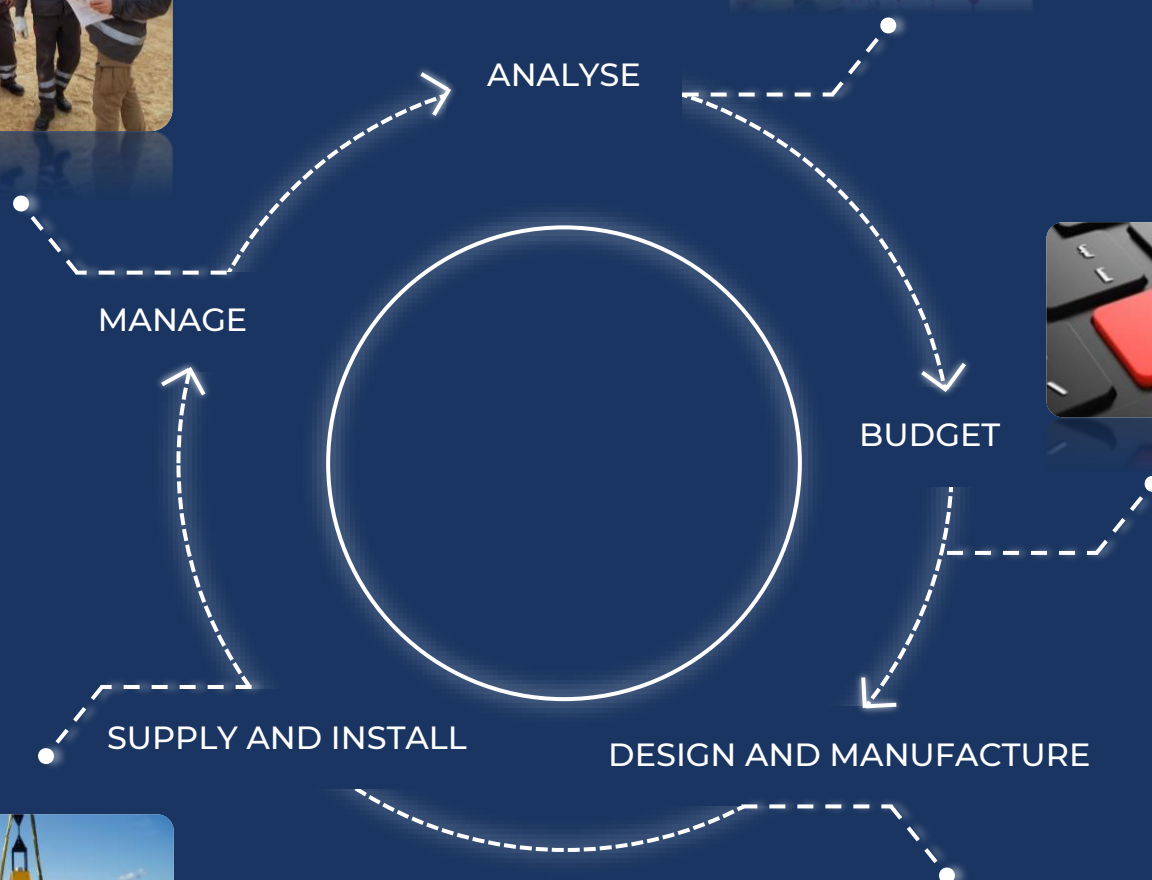 ANALYSE
MANAGE
BUDGET
SUPPLY AND INSTALL
DESIGN AND MANUFACTURE